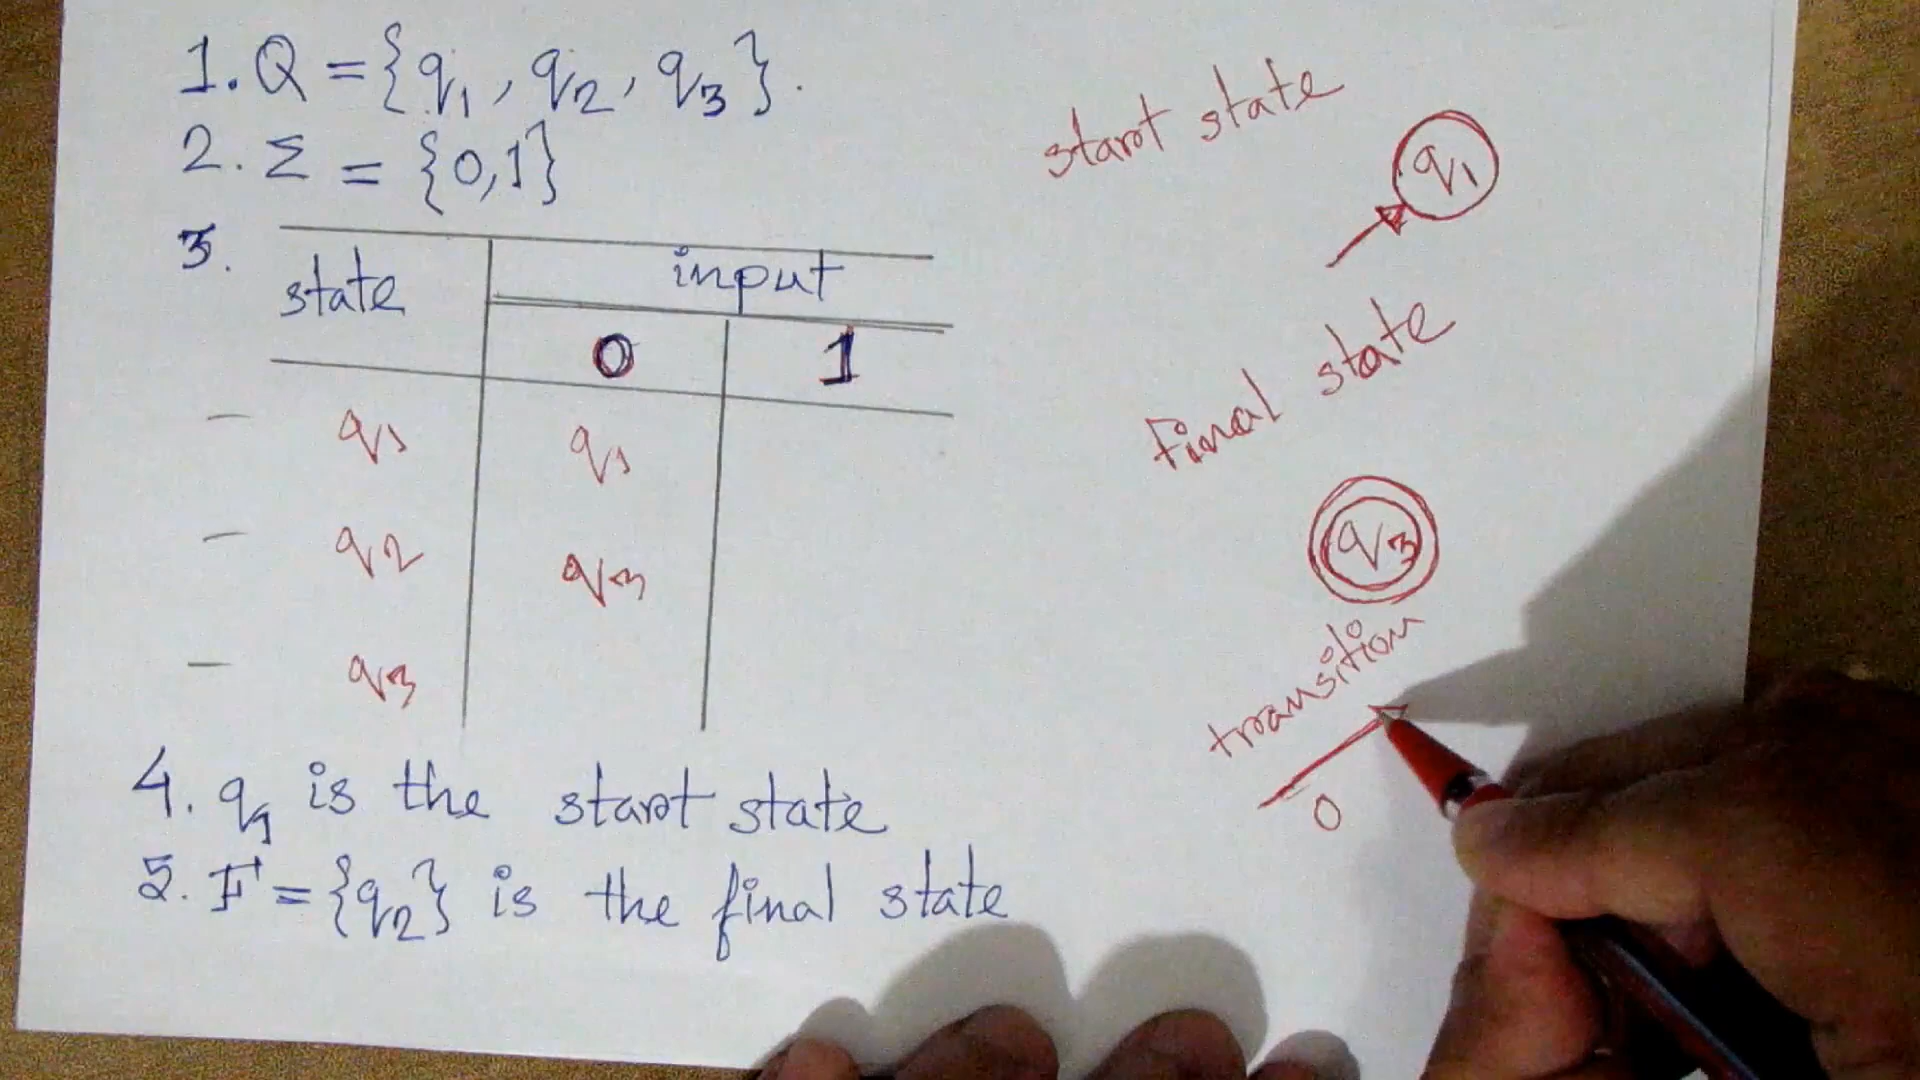 1. Q = {q1, q2, q3}.
2. Σ = {0,1}
3.
state input
0 1
q1 q1
q2 q3
q3
4. q1 is the start state
5. F = {q2} is the final state
start state
q1
Final state
q3
transition
0